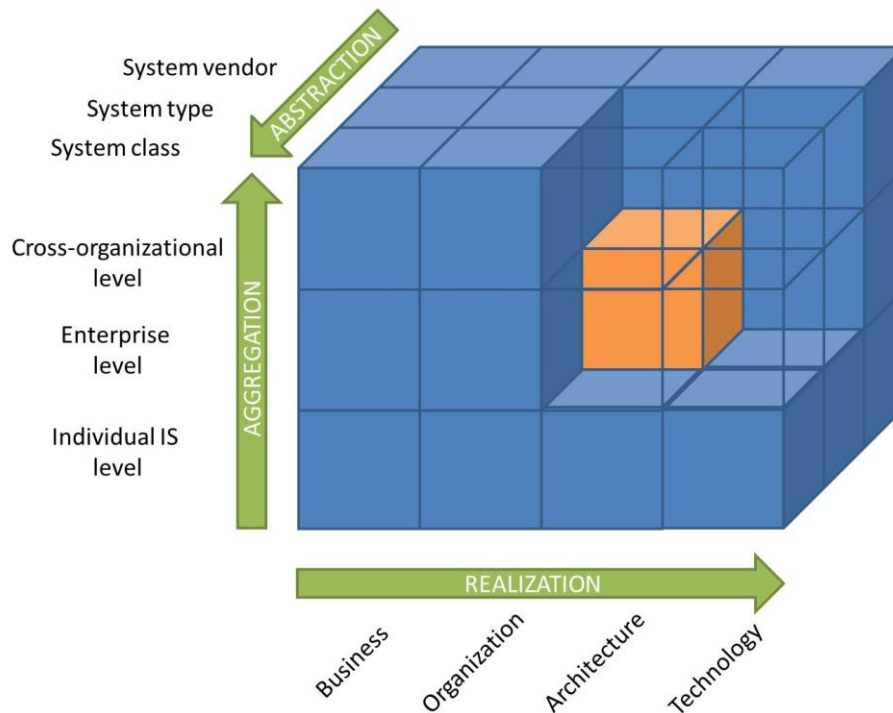 System vendor
System type
System class
ABSTRACTION
Cross-organizational
level
Enterprise
level
Individual IS
level
AGGREGATION
REALIZATION
Business
Organization
Architecture
Technology